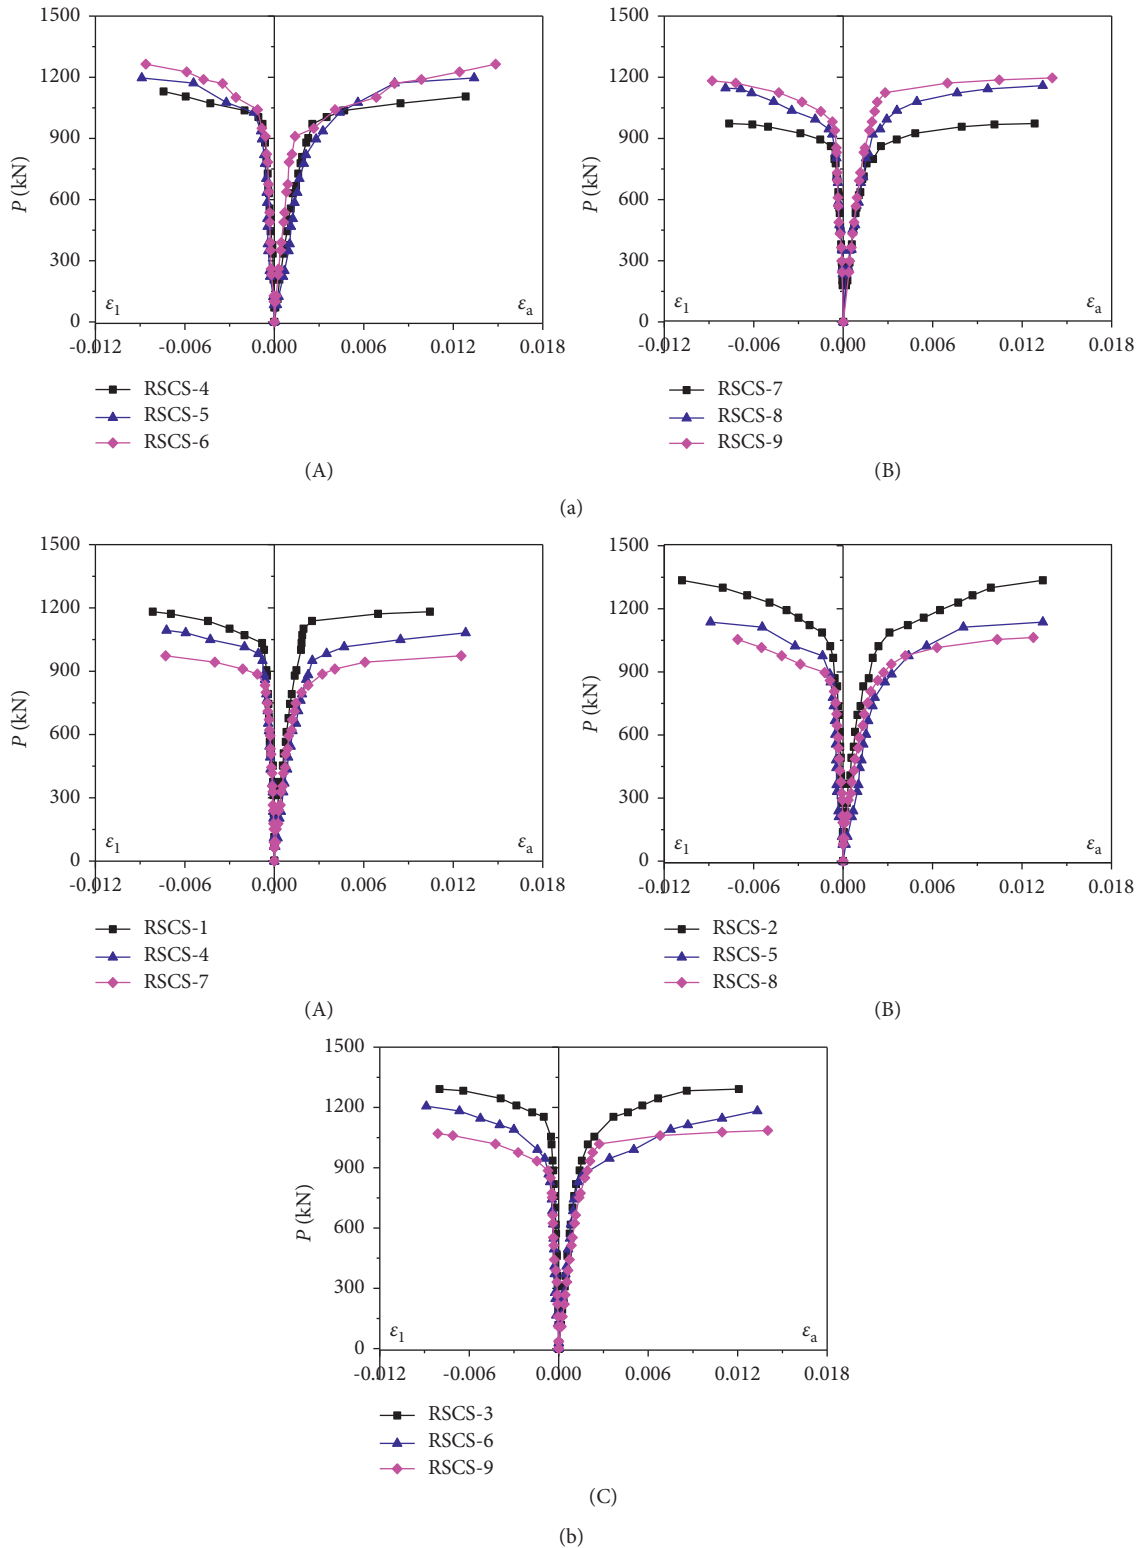 1500
1200
900
600
300
0
P (kN)
ε1
εa
-0.012
-0.006
0.000
0.006
0.012
0.018
RSCS-4
RSCS-5
RSCS-6
(A)
1500
1200
900
600
300
0
P (kN)
ε1
εa
-0.012
-0.006
0.000
0.006
0.012
0.018
RSCS-7
RSCS-8
RSCS-9
(B)
(a)
1500
1200
900
600
300
0
P (kN)
ε1
εa
-0.012
-0.006
0.000
0.006
0.012
0.018
RSCS-1
RSCS-4
RSCS-7
(A)
1500
1200
900
600
300
0
P (kN)
ε1
εa
-0.012
-0.006
0.000
0.006
0.012
0.018
RSCS-2
RSCS-5
RSCS-8
(B)
1500
1200
900
600
300
0
P (kN)
ε1
εa
-0.012
-0.006
0.000
0.006
0.012
0.018
RSCS-3
RSCS-6
RSCS-9
(C)
(b)